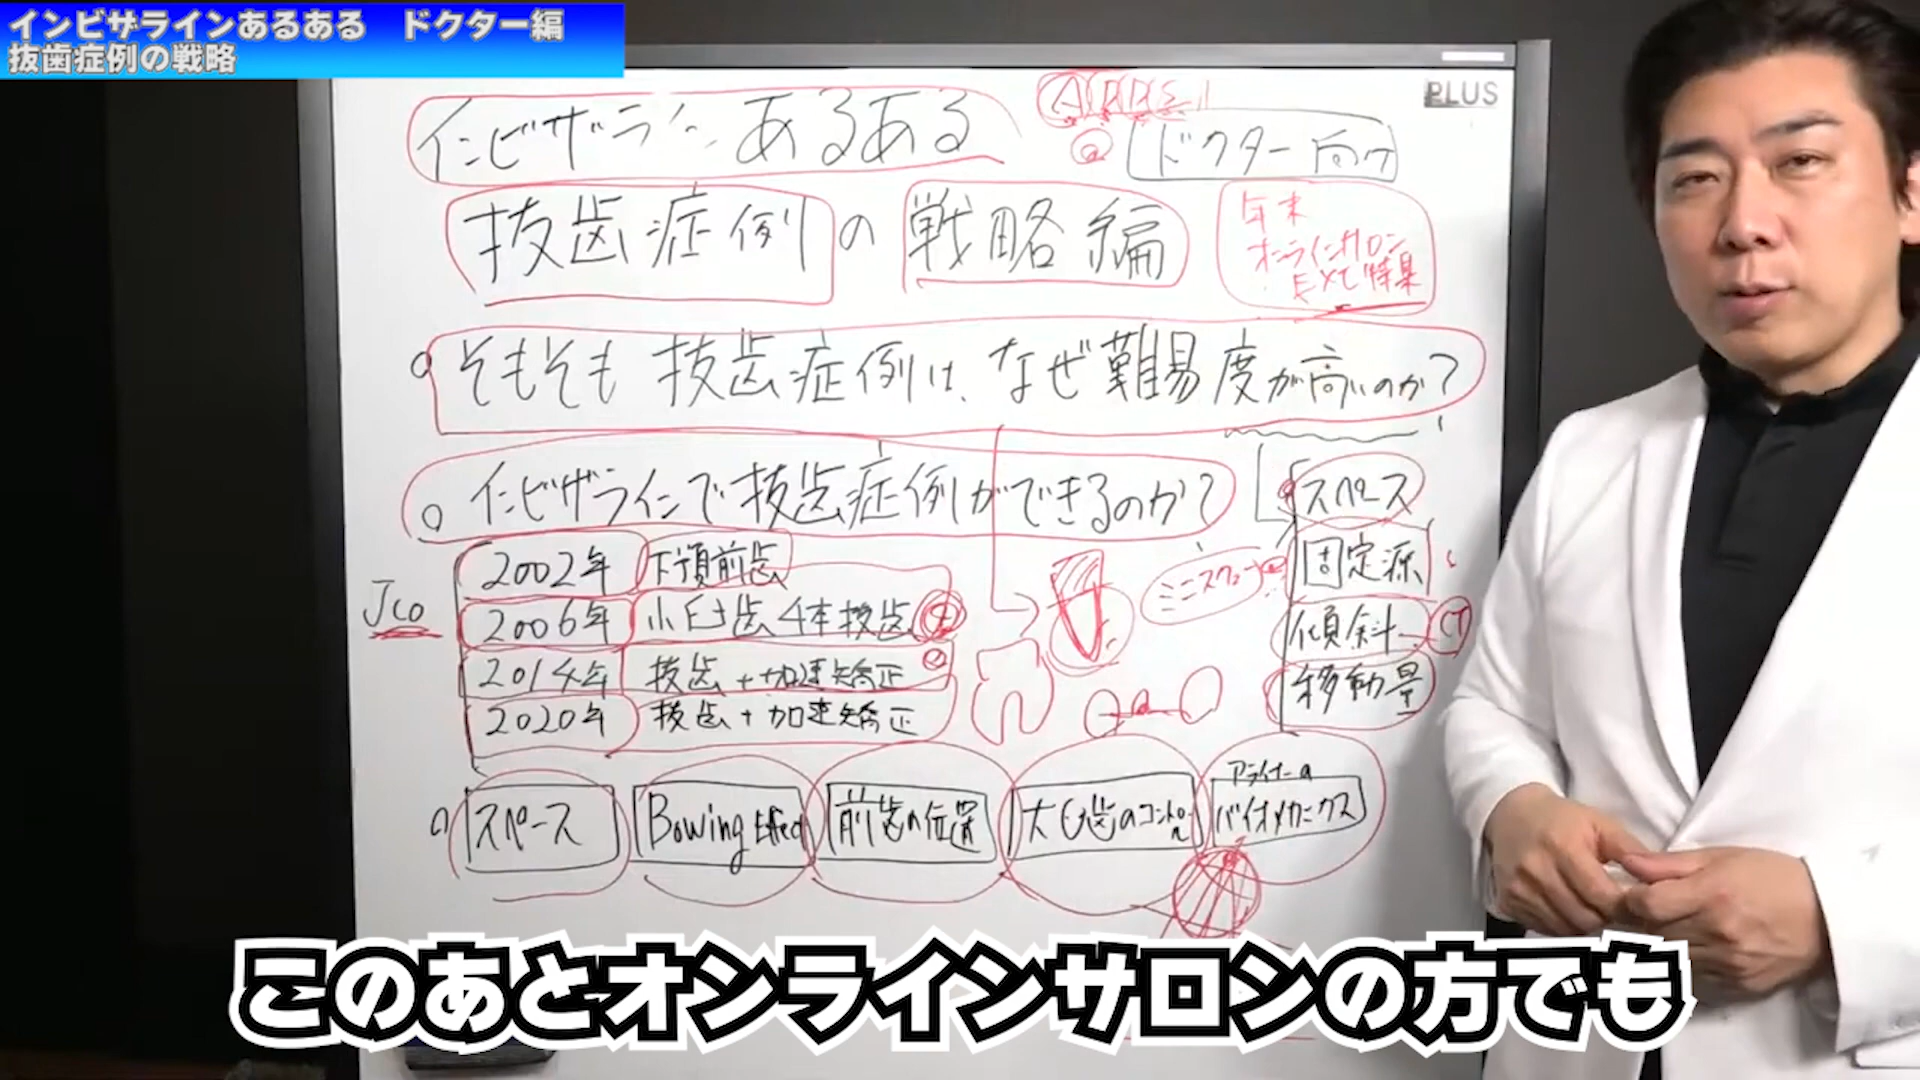 インビザラインあるある　ドクター編
抜歯症例の戦略
PLUS
インビザラインあるある
ドクター向け
抜歯症例の戦略編
年末
オンラインサロン
EXT特集
そもそも抜歯症例は、なぜ難易度が高いのか?
インビザラインで抜歯症例ができるのか?
スペース
固定源
傾斜
CT
移動量
ミニスクリュー
JCO
2002年 下顎前歯
2006年 小臼歯4本抜歯
2014年 抜歯+加速矯正
2020年 抜歯+加速矯正
スペース
Bowing Effect
前歯の位置
大臼歯のコントロール
アライナーの
バイオメカニクス
このあとオンラインサロンの方でも